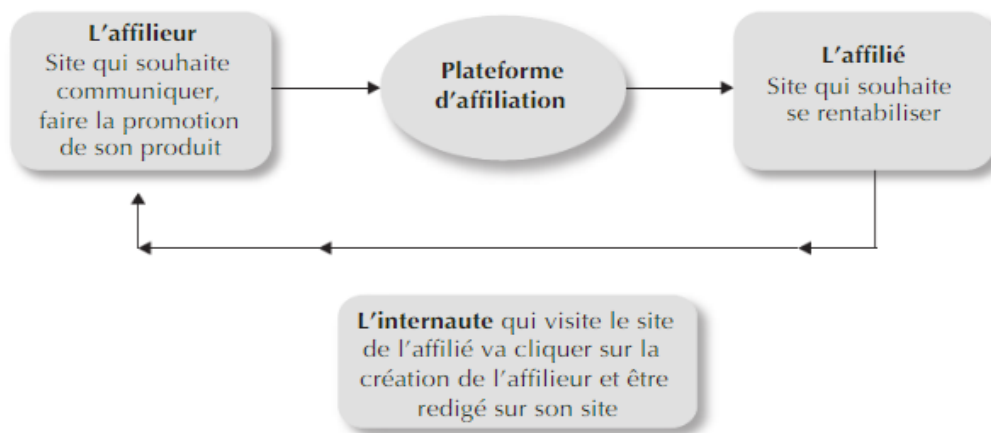 L'affilieur
Site qui souhaite
communiquer,
faire la promotion
de son produit
Plateforme
d'affiliation
L'affilié
Site qui souhaite
se rentabiliser
L'internaute qui visite le site
de l'affilié va cliquer sur la
création de l'affilieur et être
redigé sur son site